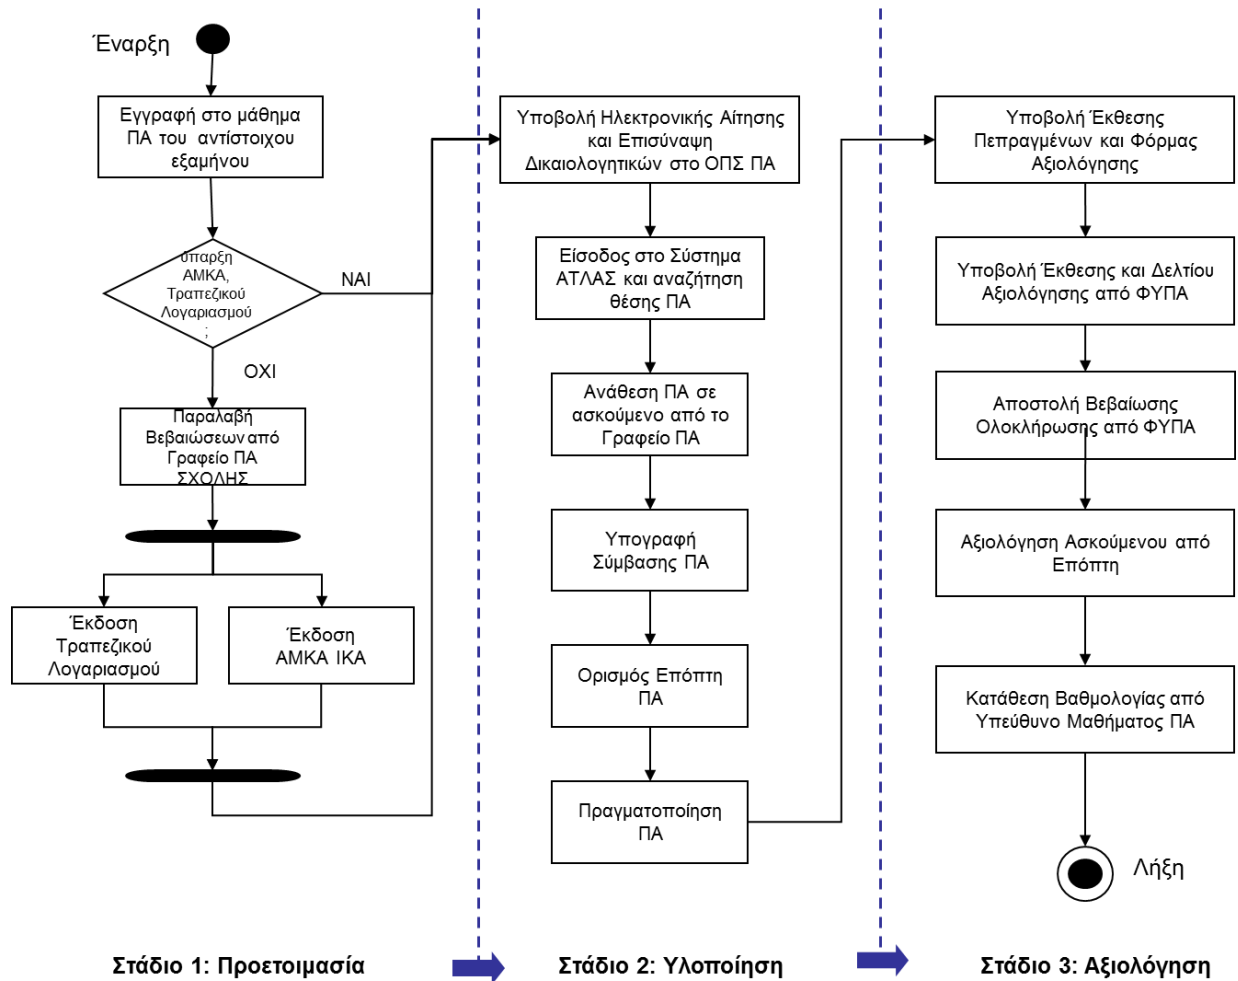 Έναρξη
Εγγραφή στο μάθημα
ΠΑ του αντίστοιχου
εξαμήνου
ύπαρξη
ΑΜΚΑ,
Τραπεζικού
Λογαριασμού
;
ΝΑΙ
ΟΧΙ
Παραλαβή
Βεβαιώσεων από
Γραφείο ΠΑ
ΣΧΟΛΗΣ
Έκδοση
Τραπεζικού
Λογαριασμού
Έκδοση
ΑΜΚΑ ΙΚΑ
Στάδιο 1: Προετοιμασία
Υποβολή Ηλεκτρονικής Αίτησης
και Επισύναψη
Δικαιολογητικών στο ΟΠΣ ΠΑ
Είσοδος στο Σύστημα
ΑΤΛΑΣ και αναζήτηση
θέσης ΠΑ
Ανάθεση ΠΑ σε
ασκούμενο από το
Γραφείο ΠΑ
Υπογραφή
Σύμβασης ΠΑ
Ορισμός Επόπτη
ΠΑ
Πραγματοποίηση
ΠΑ
Στάδιο 2: Υλοποίηση
Υποβολή Έκθεσης
Πεπραγμένων και Φόρμας
Αξιολόγησης
Υποβολή Έκθεσης και Δελτίου
Αξιολόγησης από ΦΥΠΑ
Αποστολή Βεβαίωσης
Ολοκλήρωσης από ΦΥΠΑ
Αξιολόγηση Ασκούμενου από
Επόπτη
Κατάθεση Βαθμολογίας από
Υπεύθυνο Μαθήματος ΠΑ
Λήξη
Στάδιο 3: Αξιολόγηση